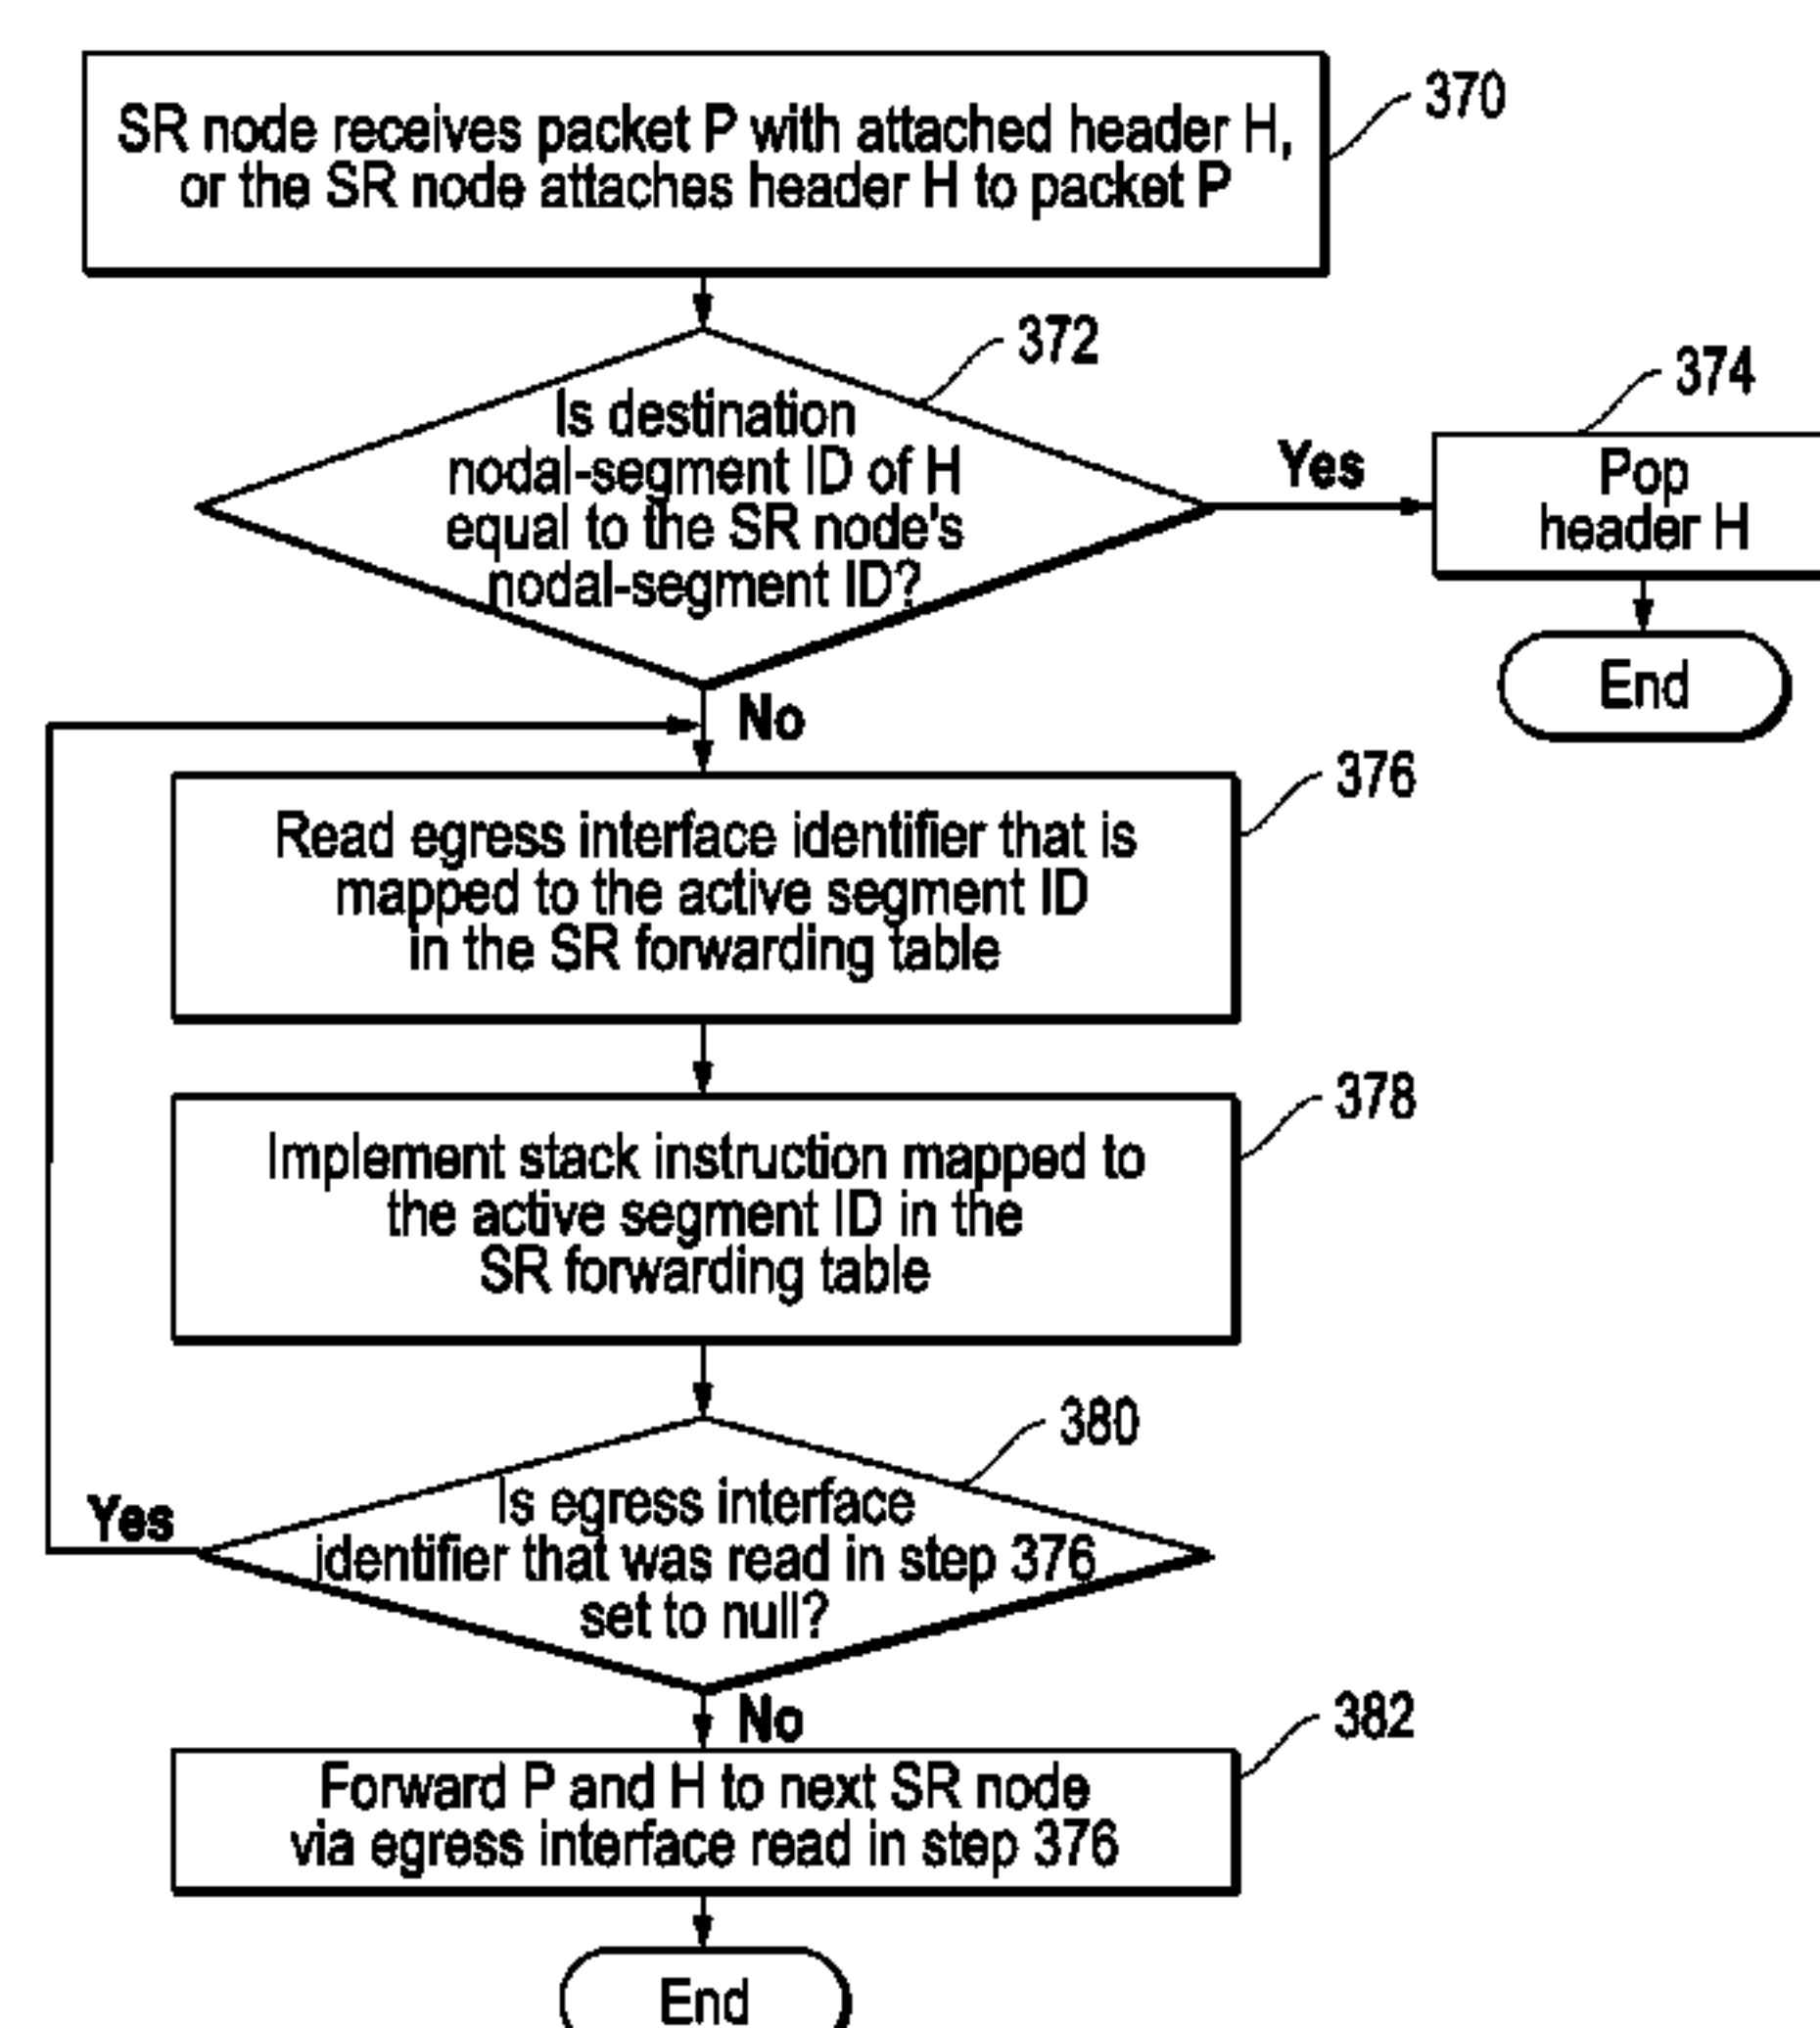 SR node receives packet P with attached header H,
or the SR node attaches header H to packet P
370
372
Is destination
nodal-segment ID of H
equal to the SR node's
nodal-segment ID?
Yes
374
Pop
header H
End
No
376
Read egress interface identifier that is
mapped to the active segment ID
in the SR forwarding table
378
Implement stack instruction mapped to
the active segment ID in the
SR forwarding table
380
Is egress interface
identifier that was read in step 376
set to null?
Yes
No
382
Forward P and H to next SR node
via egress interface read in step 376
End